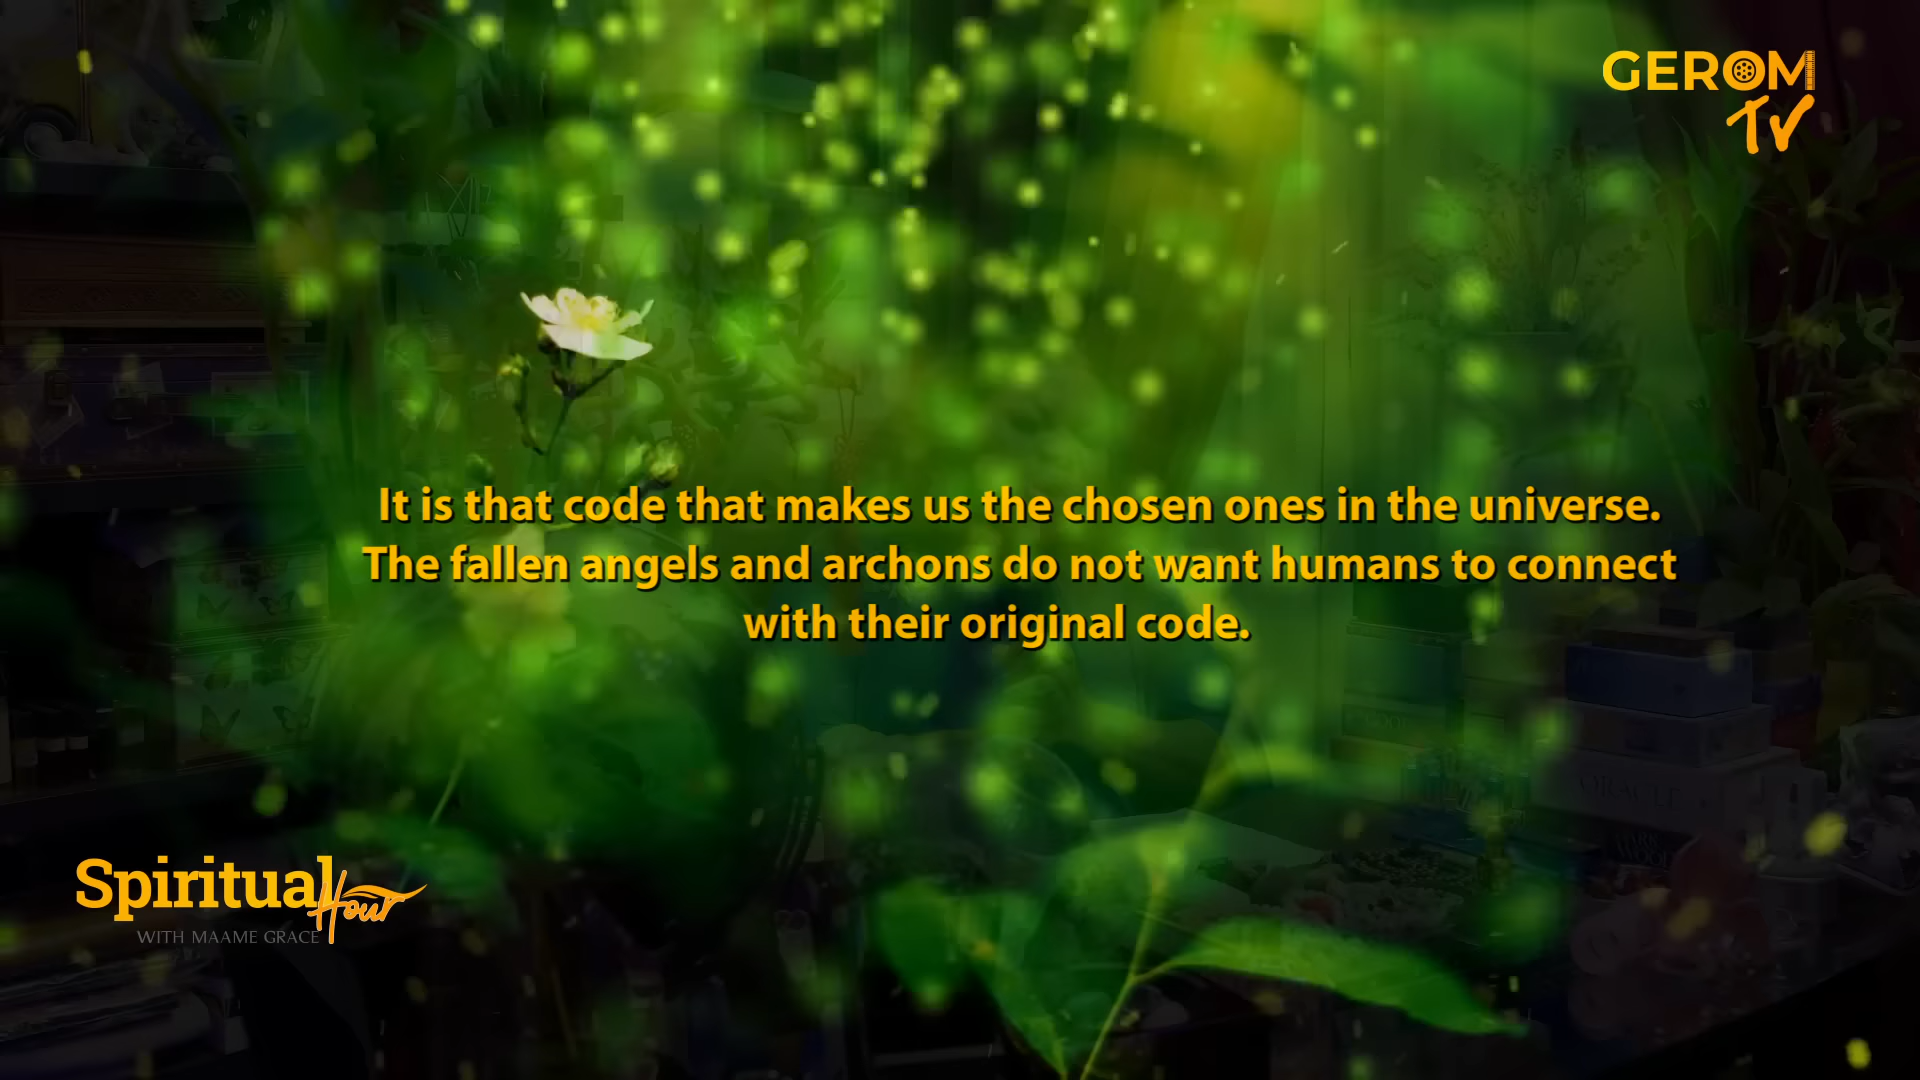 GEROM
TV
It is that code that makes us the chosen ones in the universe.
The fallen angels and archons do not want humans to connect
with their original code.
ORACLE
Spiritual
Hour
WITH MAAME GRACE